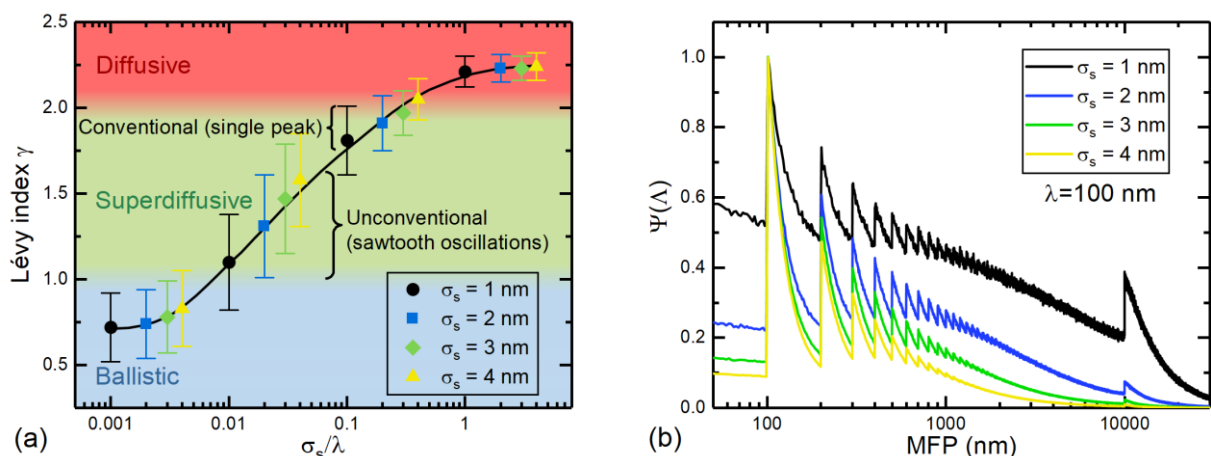 2.5
2.0
1.5
1.0
0.5
Lévy index γ
Diffusive
Conventional (single peak)
Superdiffusive
Unconventional
(sawtooth oscillations)
Ballistic
σs = 1 nm
σs = 2 nm
σs = 3 nm
σs = 4 nm
0.001 0.01 0.1 1
(a)
σs/λ
1.0
0.8
0.6
0.4
0.2
0.0
Ψ(Λ)
σs = 1 nm
σs = 2 nm
σs = 3 nm
σs = 4 nm
λ=100 nm
100 1000 10000
(b)
MFP (nm)